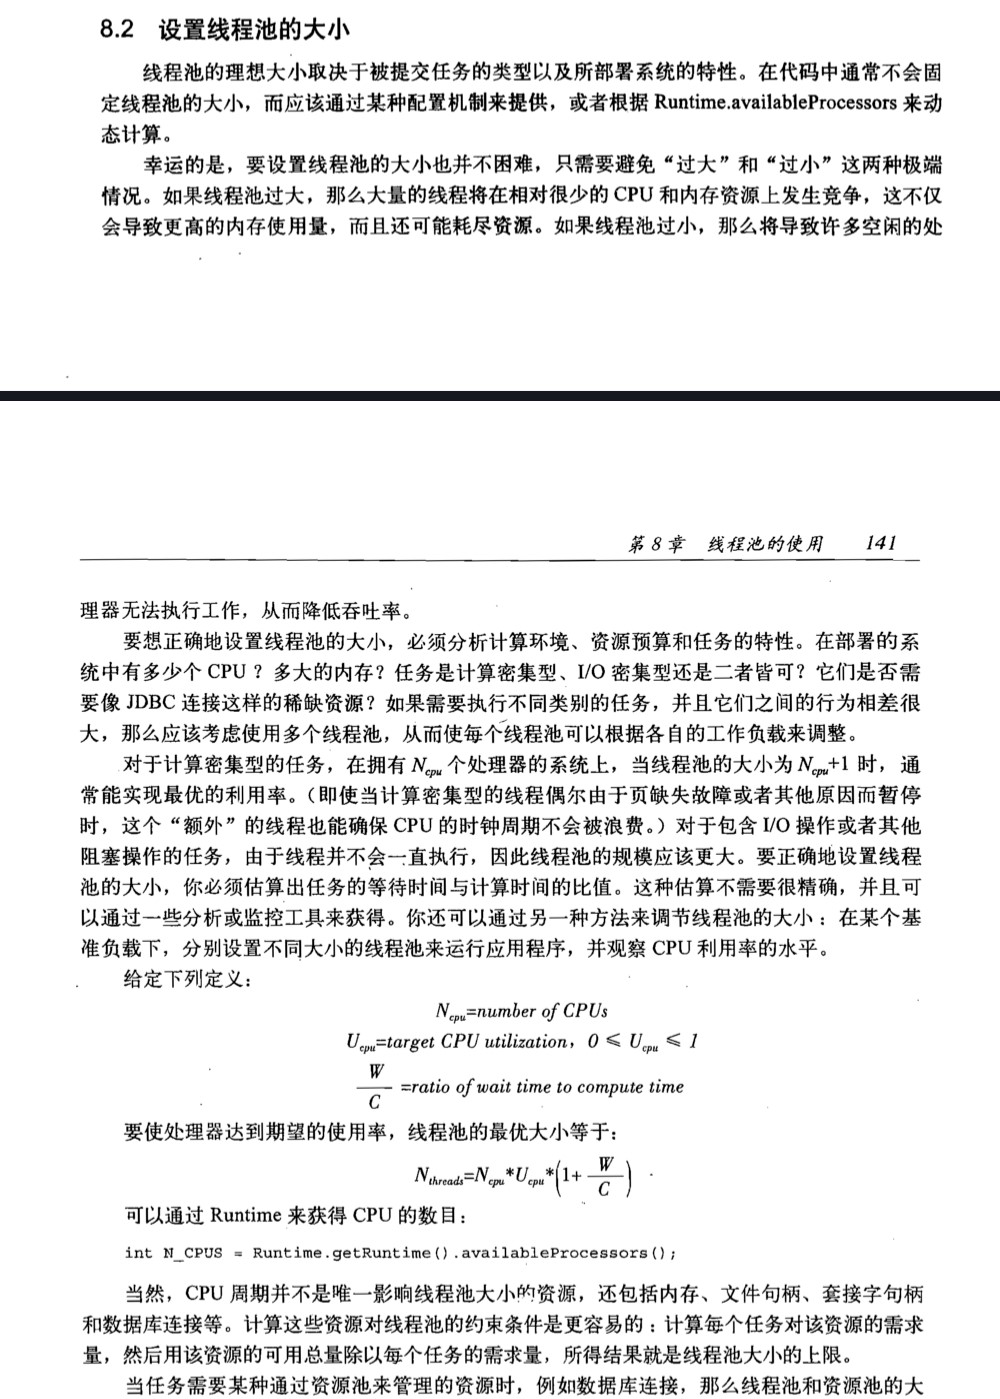 8.2 设置线程池的大小
线程池的理想大小取决于被提交任务的类型以及所部署系统的特性。在代码中通常不会固
定线程池的大小，而应该通过某种配置机制来提供，或者根据 Runtime.availableProcessors 来动
态计算。
幸运的是，要设置线程池的大小也并不困难，只需要避免“过大”和“过小”这两种极端
情况。如果线程池过大，那么大量的线程将在相对很少的 CPU 和内存资源上发生竞争，这不仅
会导致更高的内存使用量，而且还可能耗尽资源。如果线程池过小，那么将导致许多空闲的处
第 8 章 线程池的使用 141
理器无法执行工作，从而降低吞吐率。
要想正确地设置线程池的大小，必须分析计算环境、资源预算和任务的特性。在部署的系
统中有多少个 CPU？多大的内存？任务是计算密集型、I/O 密集型还是二者皆可？它们是否需
要像 JDBC 连接这样的稀缺资源？如果需要执行不同类别的任务，并且它们之间的行为相差很
大，那么应该考虑使用多个线程池，从而使每个线程池可以根据各自的工作负载来调整。
对于计算密集型的任务，在拥有 Ncpu 个处理器的系统上，当线程池的大小为 Ncpu+1 时，通
常能实现最优的利用率。（即使当计算密集型的线程偶尔由于页缺失故障或者其他原因而暂停
时，这个“额外”的线程也能确保 CPU 的时钟周期不会被浪费。）对于包含 I/O 操作或者其他
阻塞操作的任务，由于线程并不会一直执行，因此线程池的规模应该更大。要正确地设置线程
池的大小，你必须估算出任务的等待时间与计算时间的比值。这种估算不需要很精确，并且可
以通过一些分析或监控工具来获得。你还可以通过另一种方法来调节线程池的大小：在某个基
准负载下，分别设置不同大小的线程池来运行应用程序，并观察 CPU 利用率的水平。
给定下列定义：
Ncpu=number of CPUs
Ucpu=target CPU utilization，0 ≤ Ucpu ≤ 1
W/C =ratio of wait time to compute time
要使处理器达到期望的使用率，线程池的最优大小等于：
Nthreads=Ncpu*Ucpu*(1+ W/C)
可以通过 Runtime 来获得 CPU 的数目：
int N_CPUS = Runtime.getRuntime().availableProcessors();
当然，CPU 周期并不是唯一影响线程池大小的资源，还包括内存、文件句柄、套接字句柄
和数据库连接等。计算这些资源对线程池的约束条件是更容易的：计算每个任务对该资源的需求
量，然后用该资源的可用总量除以每个任务的需求量，所得结果就是线程池大小的上限。
当任务需要某种通过资源池来管理的资源时，例如数据库连接，那么线程池和资源池的大